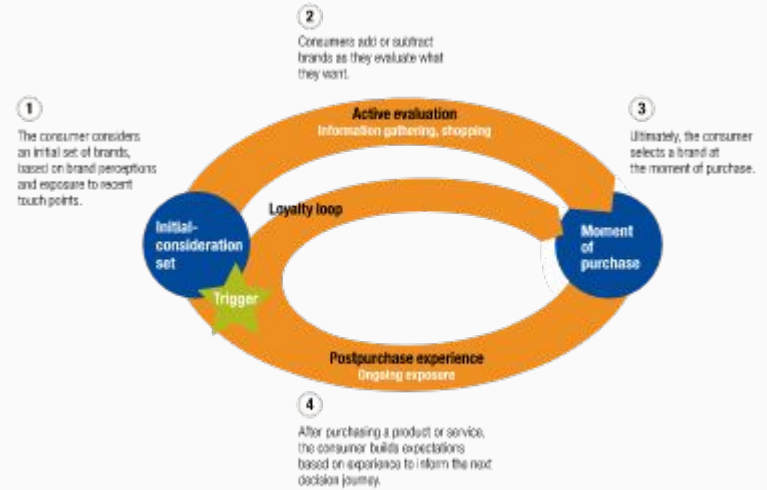 1
The consumer considers
an initial set of brands,
based on brand perceptions
and exposure to recent
touch points.
2
Consumers add or subtract
brands as they evaluate what
they want.
3
Ultimately, the consumer
selects a brand at
the moment of purchase.
Active evaluation
Information gathering, shopping
Loyalty loop
Initial-
consideration
set
Trigger
Moment
of
purchase
Postpurchase experience
Ongoing exposure
4
After purchasing a product or service,
the consumer builds expectations
based on experience to inform the next
decision journey.